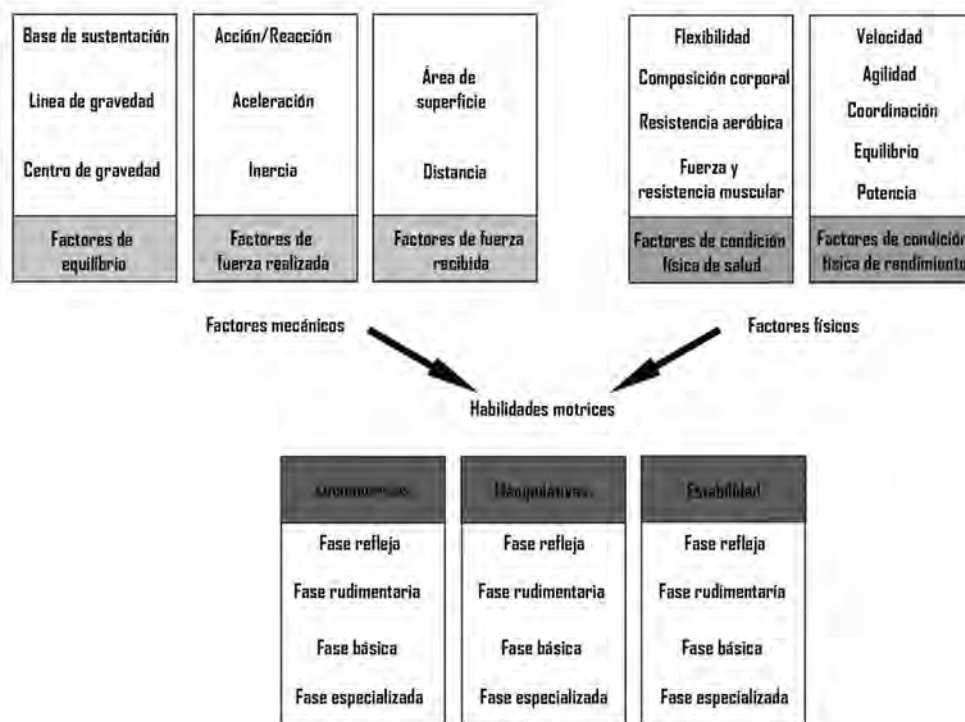 Base de sustentación
Linea de gravedad
Centro de gravedad
Factores de
equilibrio
Acción/Reacción
Aceleración
Inercia
Factores de
fuerza realizada
Área de
superficie
Distancia
Factores de fuerza
recibida
Flexibilidad
Composición corporal
Resistencia aeróbica
Fuerza y
resistencia muscular
Factores de condición
física de salud
Velocidad
Agilidad
Coordinación
Equilibrio
Potencia
Factores de condición
física de rendimiento
Factores mecánicos
Factores físicos
Habilidades motrices
Manipulativas
Fase refleja
Fase rudimentaria
Fase básica
Fase especializada
Estabilidad
Fase refleja
Fase rudimentaria
Fase básica
Fase especializada
Fase refleja
Fase rudimentaria
Fase básica
Fase especializada